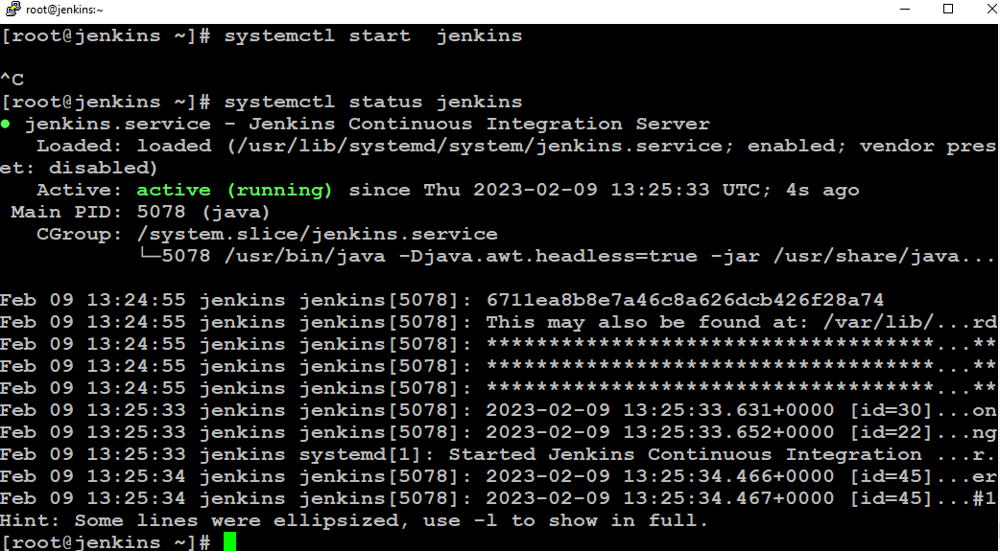 root@jenkins:~
[root@jenkins ~]# systemctl start  jenkins
^C
[root@jenkins ~]# systemctl status jenkins
● jenkins.service - Jenkins Continuous Integration Server
   Loaded: loaded (/usr/lib/systemd/system/jenkins.service; enabled; vendor pres
et: disabled)
   Active: active (running) since Thu 2023-02-09 13:25:33 UTC; 4s ago
 Main PID: 5078 (java)
   CGroup: /system.slice/jenkins.service
           └─5078 /usr/bin/java -Djava.awt.headless=true -jar /usr/share/java...
Feb 09 13:24:55 jenkins jenkins[5078]: 6711ea8b8e7a46c8a626dcb426f28a74
Feb 09 13:24:55 jenkins jenkins[5078]: This may also be found at: /var/lib/...rd
Feb 09 13:24:55 jenkins jenkins[5078]: ************************************...**
Feb 09 13:24:55 jenkins jenkins[5078]: ************************************...**
Feb 09 13:24:55 jenkins jenkins[5078]: ************************************...**
Feb 09 13:25:33 jenkins jenkins[5078]: 2023-02-09 13:25:33.631+0000 [id=30]...on
Feb 09 13:25:33 jenkins jenkins[5078]: 2023-02-09 13:25:33.652+0000 [id=22]...ng
Feb 09 13:25:33 jenkins systemd[1]: Started Jenkins Continuous Integration ...r.
Feb 09 13:25:34 jenkins jenkins[5078]: 2023-02-09 13:25:34.466+0000 [id=45]...er
Feb 09 13:25:34 jenkins jenkins[5078]: 2023-02-09 13:25:34.467+0000 [id=45]...#1
Hint: Some lines were ellipsized, use -l to show in full.
[root@jenkins ~]#